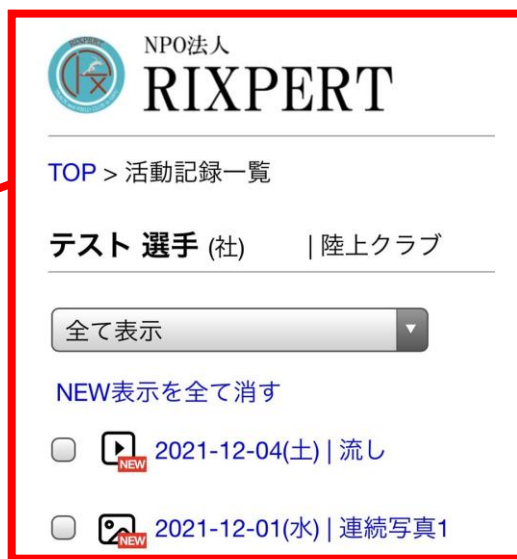 NPO法人
RIXPERT
TOP > 活動記録一覧
テスト 選手 (社) | 陸上クラブ
全て表示
NEW表示を全て消す
NEW 2021-12-04(土) | 流し
NEW 2021-12-01(水) | 連続写真1